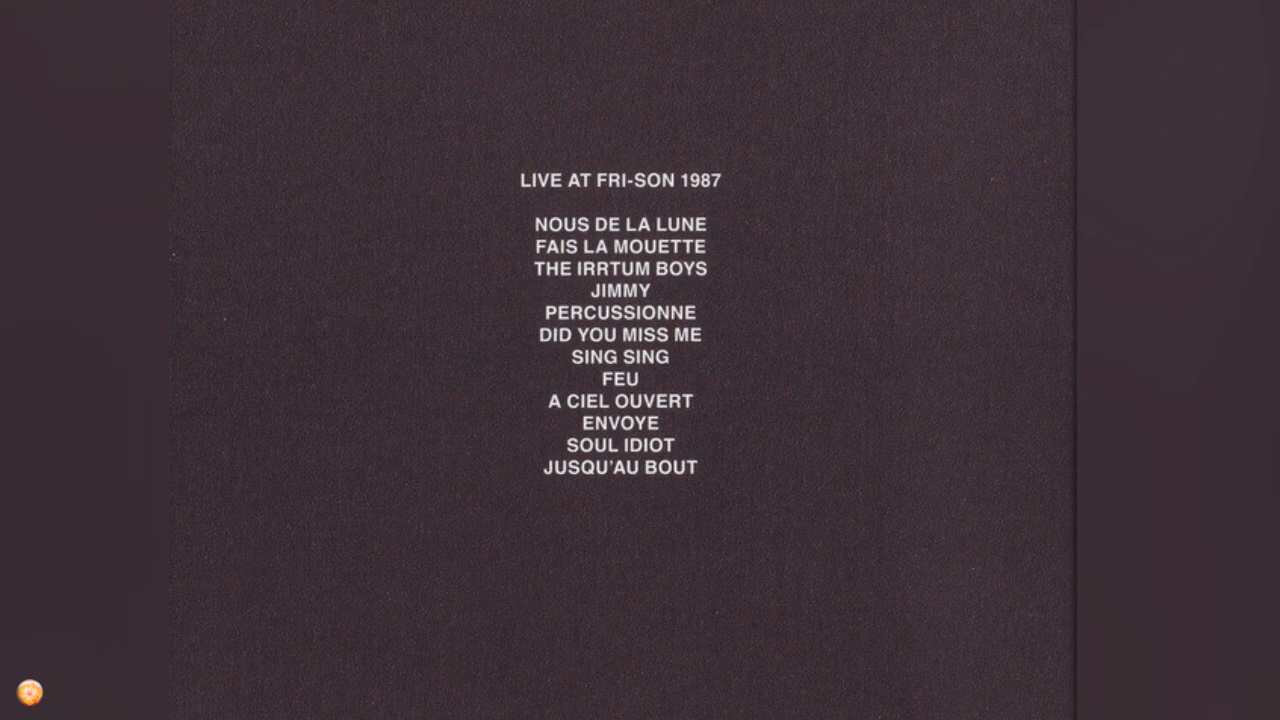 LIVE AT FRI-SON 1987
NOUS DE LA LUNE
FAIS LA MOUETTE
THE IRRTUM BOYS
JIMMY
PERCUSSIONNE
DID YOU MISS ME
SING SING
FEU
A CIEL OUVERT
ENVOYE
SOUL IDIOT
JUSQU'AU BOUT